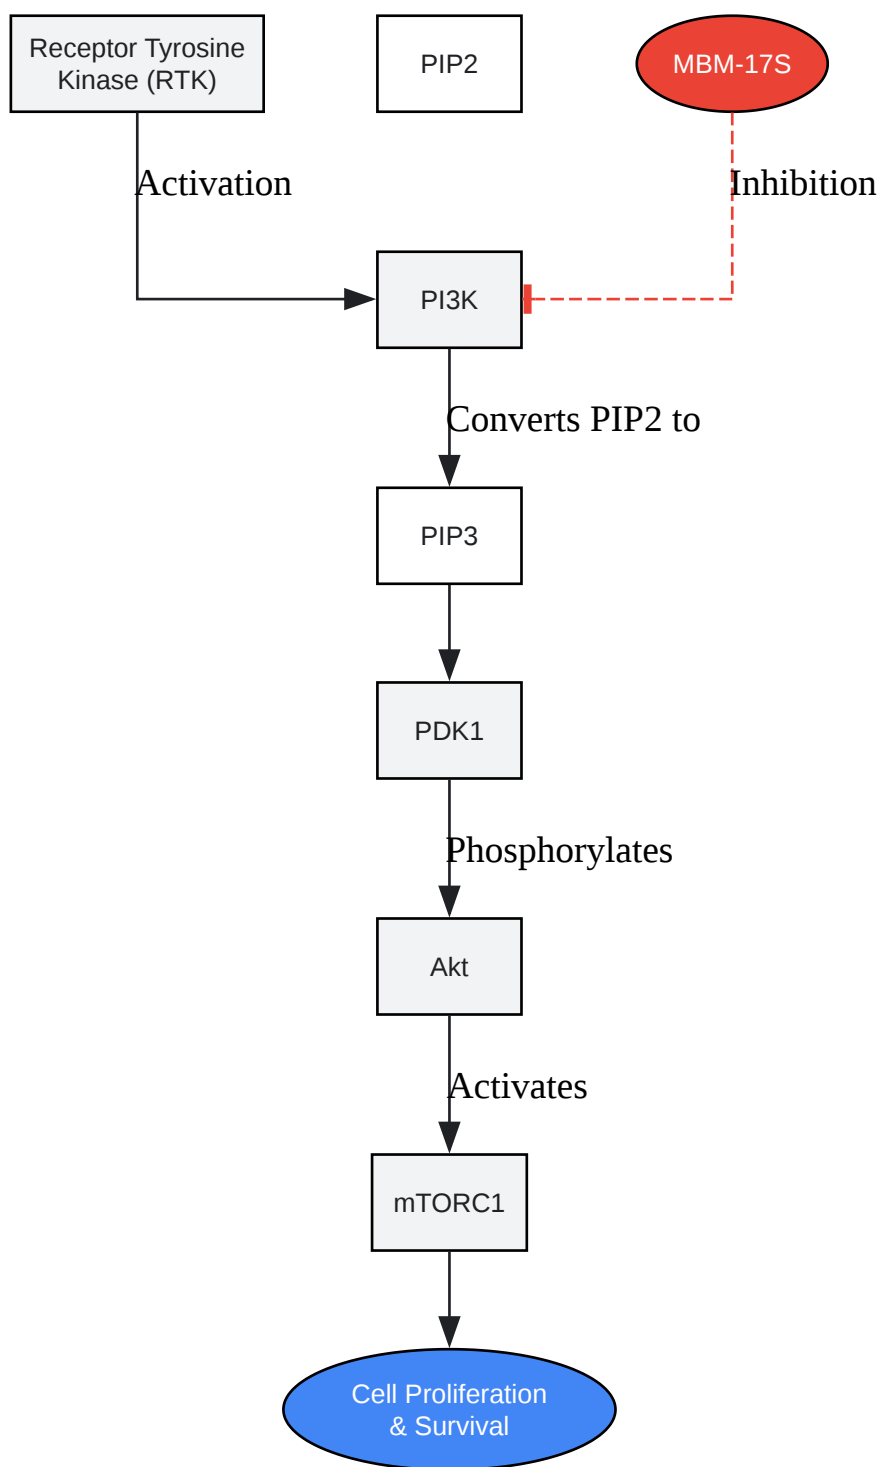 Receptor Tyrosine
Kinase (RTK)
PIP2
MBM-17S
Activation
Inhibition
PI3K
Converts PIP2 to
PIP3
PDK1
Phosphorylates
Akt
Activates
mTORC1
Cell Proliferation
& Survival